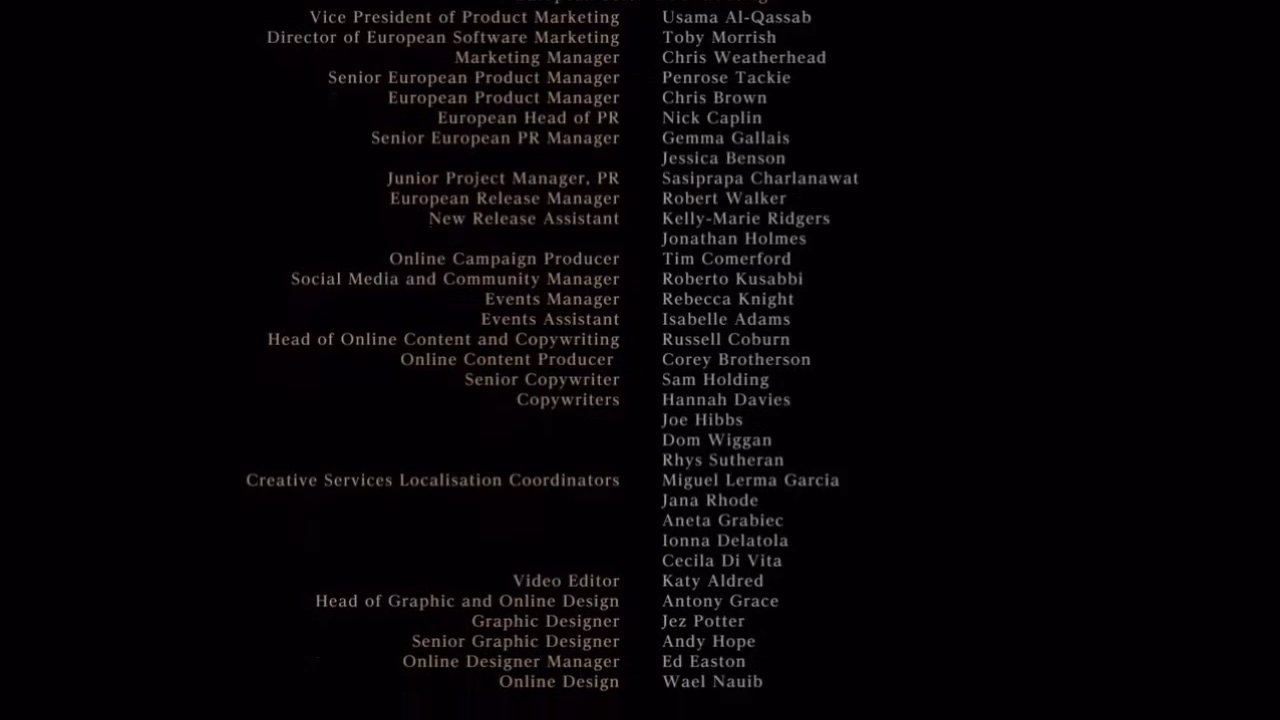 Vice President of Product Marketing Usama Al-Qassab
Director of European Software Marketing Toby Morrish
Marketing Manager Chris Weatherhead
Senior European Product Manager Penrose Tackie
European Product Manager Chris Brown
European Head of PR Nick Caplin
Senior European PR Manager Gemma Gallais
Jessica Benson
Junior Project Manager, PR Sasiprapa Charlanawat
European Release Manager Robert Walker
New Release Assistant Kelly-Marie Ridgers
Jonathan Holmes
Online Campaign Producer Tim Comerford
Social Media and Community Manager Roberto Kusabbi
Events Manager Rebecca Knight
Events Assistant Isabelle Adams
Head of Online Content and Copywriting Russell Coburn
Online Content Producer Corey Brotherson
Senior Copywriter Sam Holding
Copywriters Hannah Davies
Joe Hibbs
Dom Wiggan
Rhys Sutheran
Creative Services Localisation Coordinators Miguel Lerma Garcia
Jana Rhode
Aneta Grabiec
Ionna Delatola
Cecila Di Vita
Video Editor Katy Aldred
Head of Graphic and Online Design Antony Grace
Graphic Designer Jez Potter
Senior Graphic Designer Andy Hope
Online Designer Manager Ed Easton
Online Design Wael Nauib